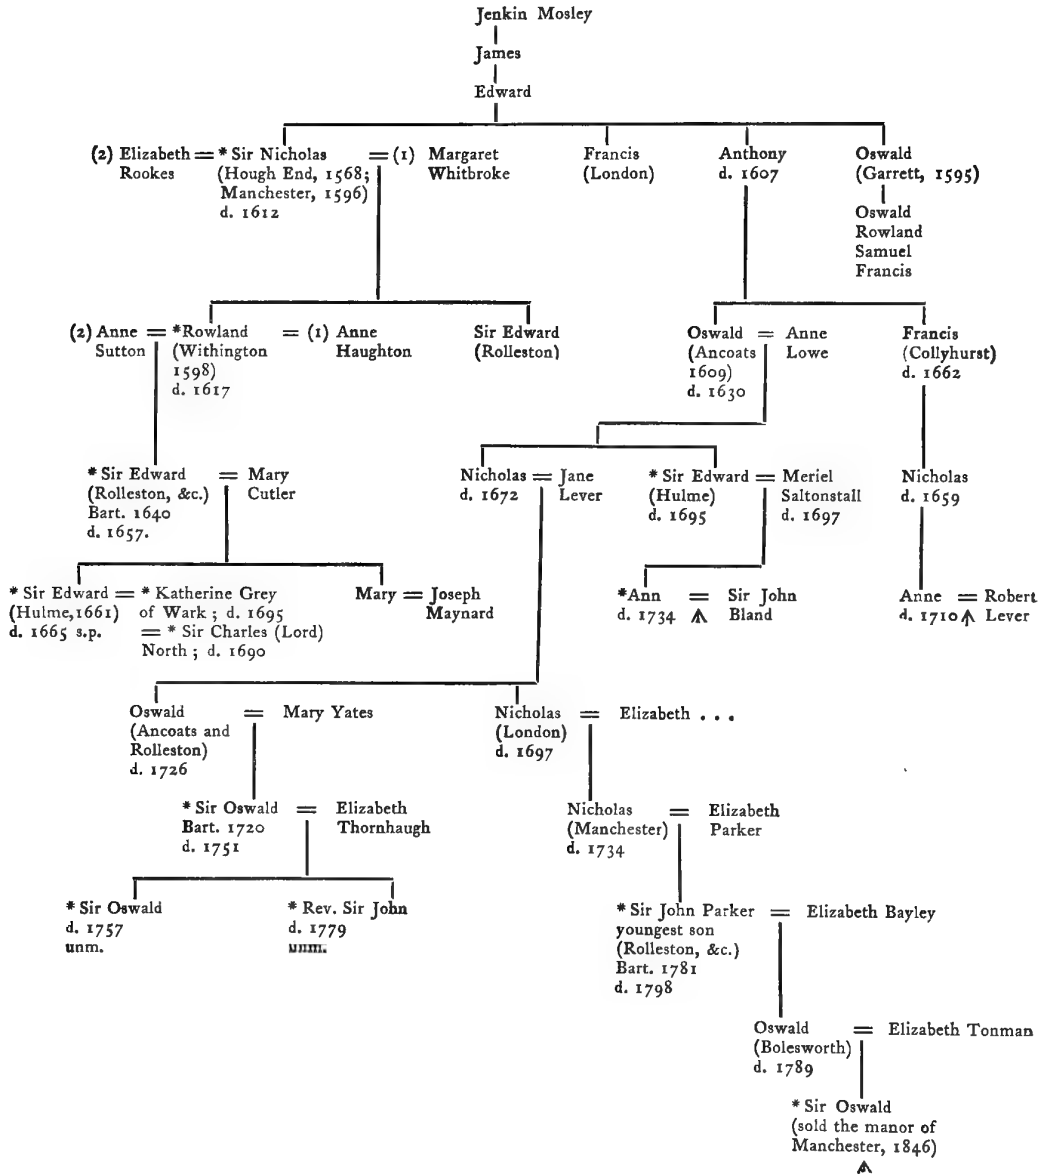 Jenkin Mosley
James
Edward
(2) Elizabeth = * Sir Nicholas = (1) Margaret
Rookes
(Hough End, 1568;
Manchester, 1596)
d. 1612
Whitbroke
Francis
(London)
Anthony
d. 1607
Oswald
(Garrett, 1595)
Oswald
Rowland
Samuel
Francis
(2) Anne = *Rowland = (1) Anne
Sutton
(Withington
1598)
d. 1617
Haughton
Sir Edward
(Rolleston)
Oswald = Anne
(Ancoats
1609)
d. 1630
Lowe
Francis
(Collyhurst)
d. 1662
* Sir Edward = Mary
(Rolleston, &c.)
Bart. 1640
d. 1657.
Cutler
Nicholas = Jane
d. 1672
Lever
* Sir Edward = Meriel
(Hulme)
d. 1695
Saltonstall
d. 1697
Nicholas
d. 1659
* Sir Edward = * Katherine Grey
(Hulme, 1661)
d. 1665 s.p.
of Wark ; d. 1695
= * Sir Charles (Lord)
North ; d. 1690
Mary = Joseph
Maynard
*Ann = Sir John
d. 1734
Bland
Anne = Robert
d. 1710
Lever
Oswald = Mary Yates
(Ancoats and
Rolleston)
d. 1726
Nicholas = Elizabeth . . .
(London)
d. 1697
* Sir Oswald = Elizabeth
Bart. 1720
d. 1751
Thornhaugh
Nicholas = Elizabeth
(Manchester)
d. 1734
Parker
* Sir Oswald
d. 1757
unm.
* Rev. Sir John
d. 1779
unm.
* Sir John Parker = Elizabeth Bayley
youngest son
(Rolleston, &c.)
Bart. 1781
d. 1798
Oswald = Elizabeth Tonman
(Bolesworth)
d. 1789
* Sir Oswald
(sold the manor of
Manchester, 1846)